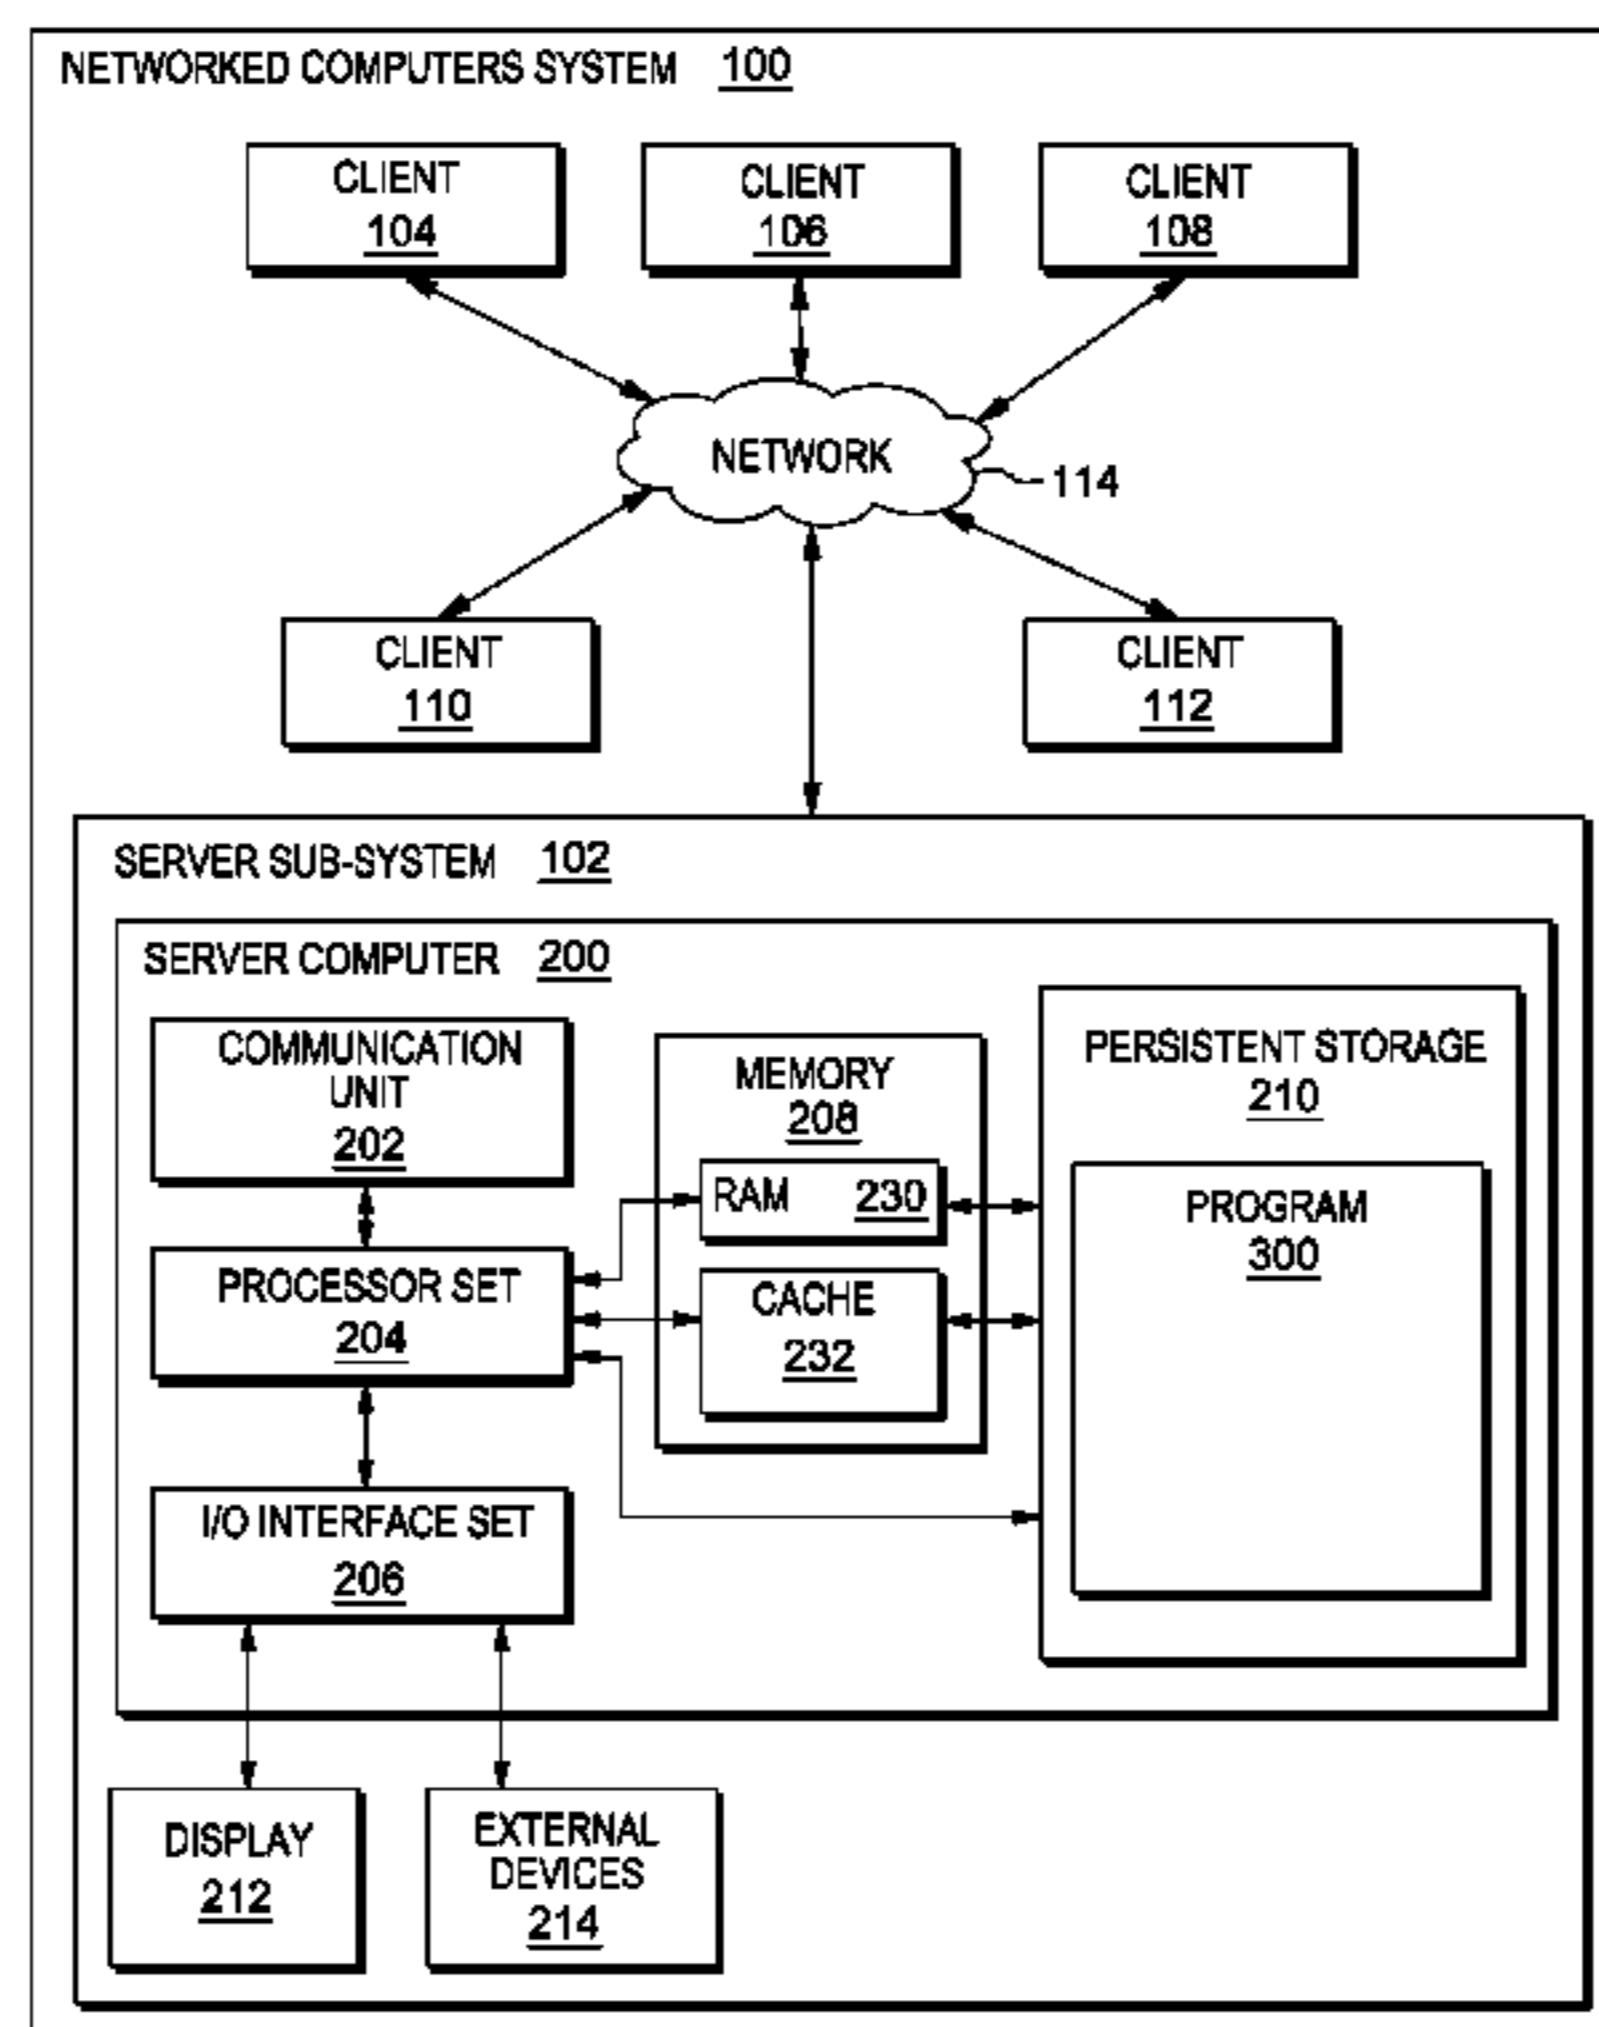 NETWORKED COMPUTERS SYSTEM 100
CLIENT
104
CLIENT
106
CLIENT
108
NETWORK
114
CLIENT
110
CLIENT
112
SERVER SUB-SYSTEM 102
SERVER COMPUTER 200
COMMUNICATION
UNIT
202
PROCESSOR SET
204
I/O INTERFACE SET
206
MEMORY
208
RAM 230
CACHE
232
PERSISTENT STORAGE
210
PROGRAM
300
DISPLAY
212
EXTERNAL
DEVICES
214